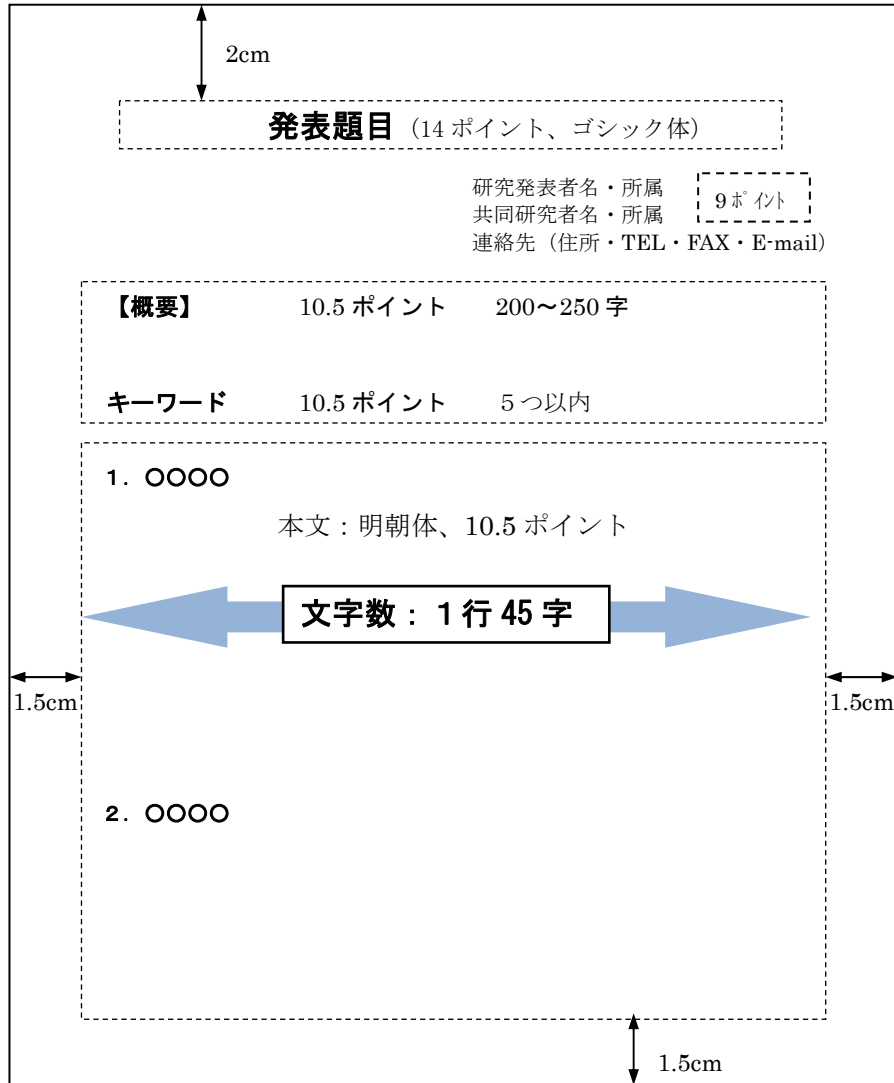 2cm
発表題目（14 ポイント、ゴシック体）
研究発表者名・所属
共同研究者名・所属
9 ﾎﾟｲﾝﾄ
連絡先（住所・TEL・FAX・E-mail）
【概要】 10.5 ポイント 200～250 字
キーワード 10.5 ポイント ５つ以内
１．○○○○
本文：明朝体、10.5 ポイント
文字数：１行 45 字
1.5cm 1.5cm
２．○○○○
1.5cm